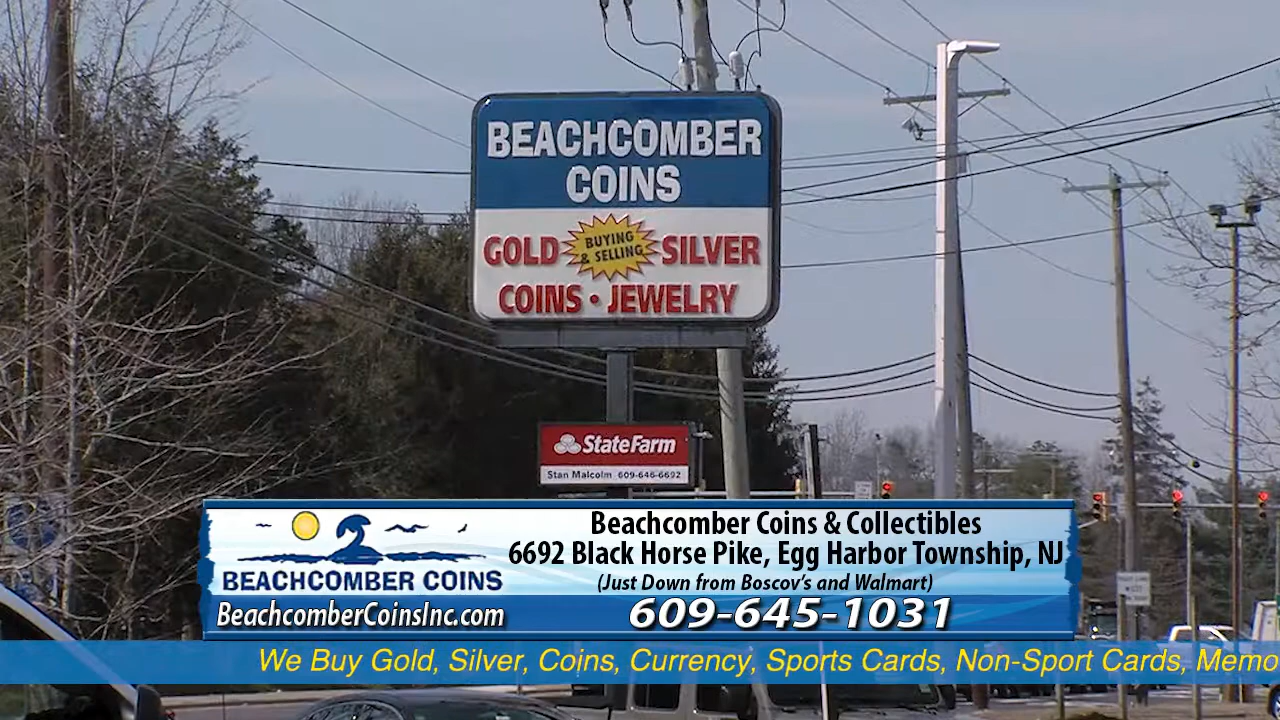 BEACHCOMBER
COINS
GOLD BUYING & SELLING SILVER
COINS • JEWELRY
StateFarm
Stan Malcolm 609-646-6692
BEACHCOMBER COINS
BeachcomberCoinsInc.com
Beachcomber Coins & Collectibles
6692 Black Horse Pike, Egg Harbor Township, NJ
(Just Down from Boscov's and Walmart)
609-645-1031
We Buy Gold, Silver, Coins, Currency, Sports Cards, Non-Sport Cards, Memo